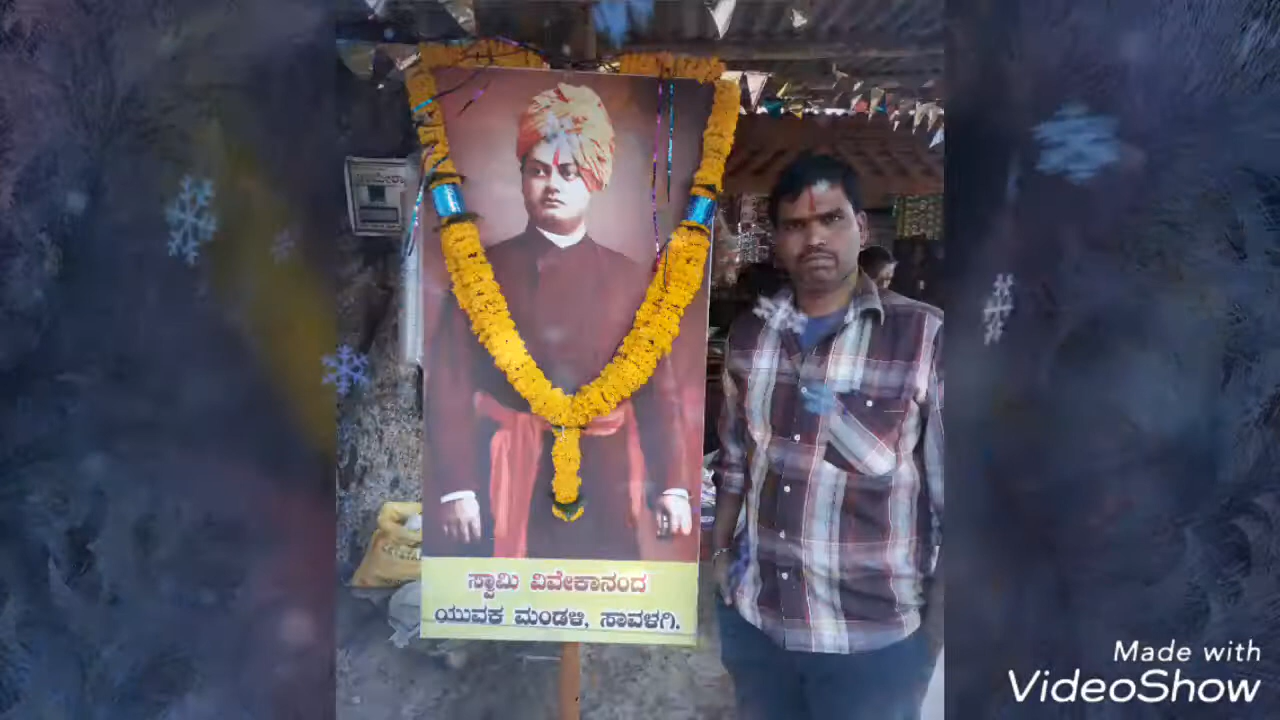 ಸ್ವಾಮಿ ವಿವೇಕಾನಂದ
ಯುವಕ ಮಂಡಳಿ, ಸಾವಳಗಿ.
Made with
VideoShow